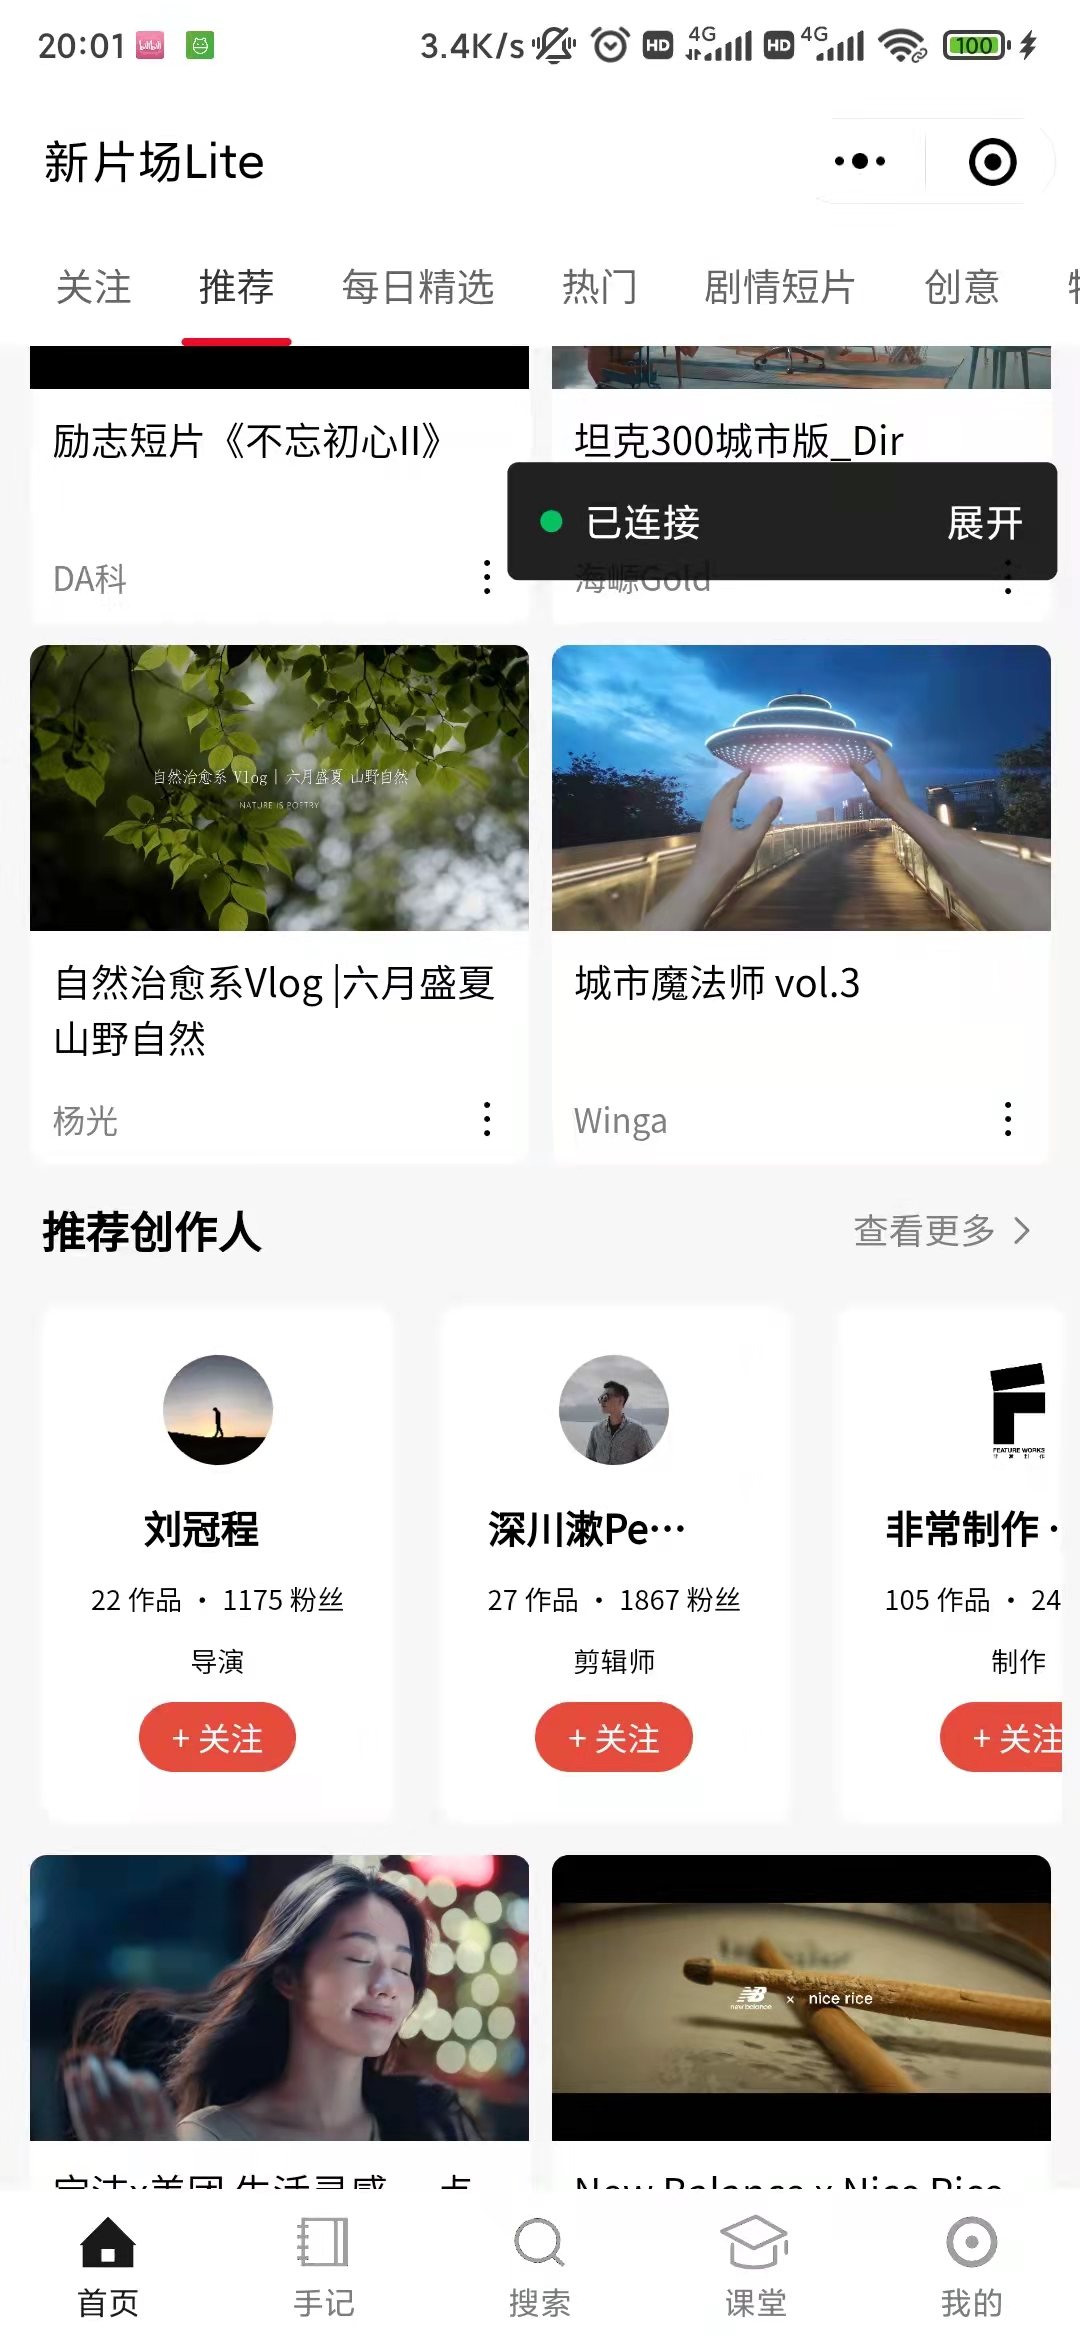 20:01
3.4K/s
HD 4G HD 4G 100
新片场Lite
关注 推荐 每日精选 热门 剧情短片 创意
励志短片《不忘初心II》
坦克300城市版_Dir
已连接 展开
DA科
海嫄Gold
自然治愈系 Vlog | 六月盛夏 山野自然
NATURE IS POETRY
自然治愈系Vlog |六月盛夏
山野自然
城市魔法师 vol.3
杨光
Winga
推荐创作人
查看更多
FEATURE WORKS
刘冠程
深川漱Pe···
非常制作 ·
22 作品 · 1175 粉丝
27 作品 · 1867 粉丝
105 作品 · 24
导演
剪辑师
制作
+ 关注
+ 关注
+ 关注
new balance × nice rice
New Balance x Nice Rice
首页 手记 搜索 课堂 我的